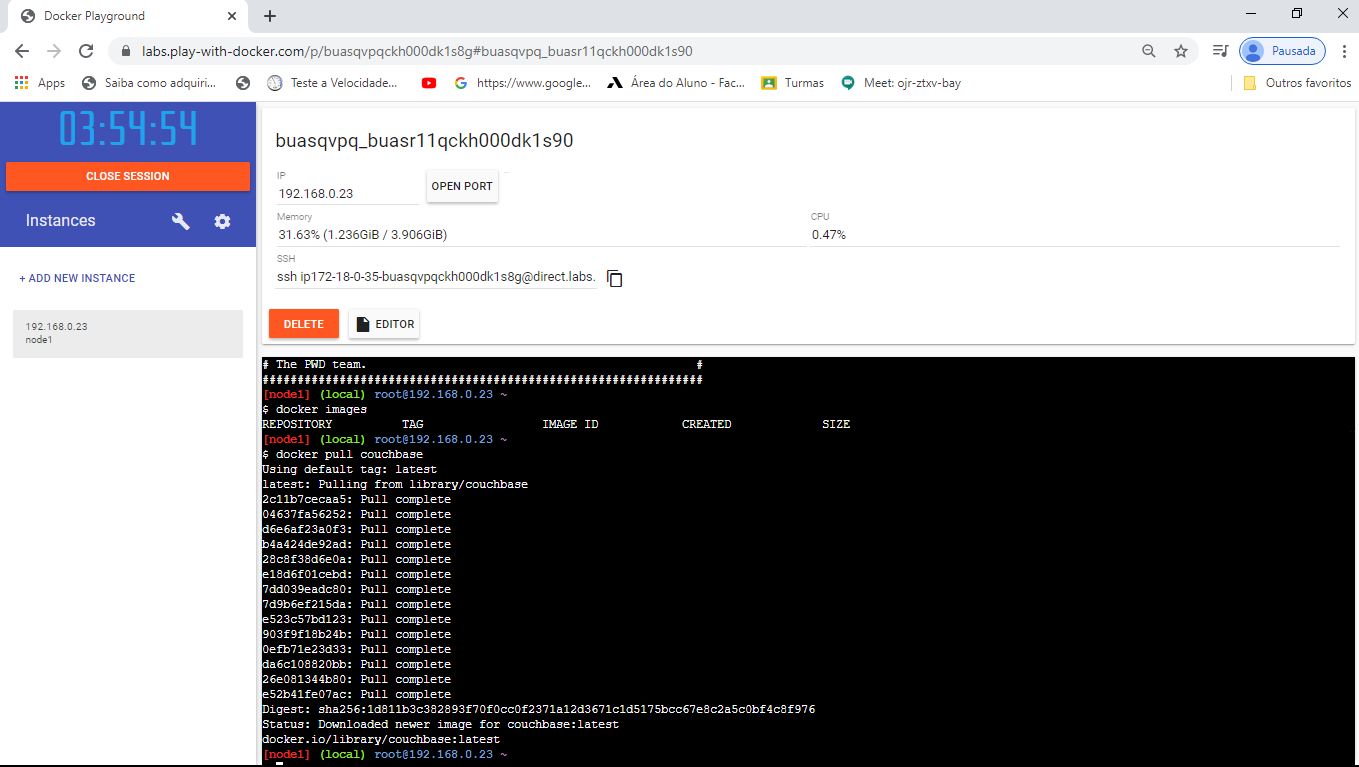 Docker Playground
labs.play-with-docker.com/p/buasqvpqckh000dk1s8g#buasqvpq_buasr11qckh000dk1s90
Pausada
Apps
Saiba como adquiri...
Teste a Velocidade...
https://www.google...
Área do Aluno - Fac...
Turmas
Meet: ojr-ztxv-bay
Outros favoritos
03:54:54
CLOSE SESSION
Instances
+ ADD NEW INSTANCE
192.168.0.23
node1
buasqvpq_buasr11qckh000dk1s90
IP
192.168.0.23
OPEN PORT
Memory
31.63% (1.236GiB / 3.906GiB)
CPU
0.47%
SSH
ssh ip172-18-0-35-buasqvpqckh000dk1s8g@direct.labs.
DELETE
EDITOR
# The PWD team. #
###############################################################
[node1] (local) root@192.168.0.23 ~
$ docker images
REPOSITORY TAG IMAGE ID CREATED SIZE
[node1] (local) root@192.168.0.23 ~
$ docker pull couchbase
Using default tag: latest
latest: Pulling from library/couchbase
2c11b7cecaa5: Pull complete
04637fa56252: Pull complete
d6e6af23a0f3: Pull complete
b4a424de92ad: Pull complete
28c8f38d6e0a: Pull complete
e18d6f01cebd: Pull complete
7dd039eadc80: Pull complete
7d9b6ef215da: Pull complete
e523c57bd123: Pull complete
903f9f18b24b: Pull complete
0efb71e23d33: Pull complete
da6c108820bb: Pull complete
26e081344b80: Pull complete
e52b41fe07ac: Pull complete
Digest: sha256:1d811b3c382893f70f0cc0f2371a12d3671c1d5175bcc67e8c2a5c0bf4c8f976
Status: Downloaded newer image for couchbase:latest
docker.io/library/couchbase:latest
[node1] (local) root@192.168.0.23 ~